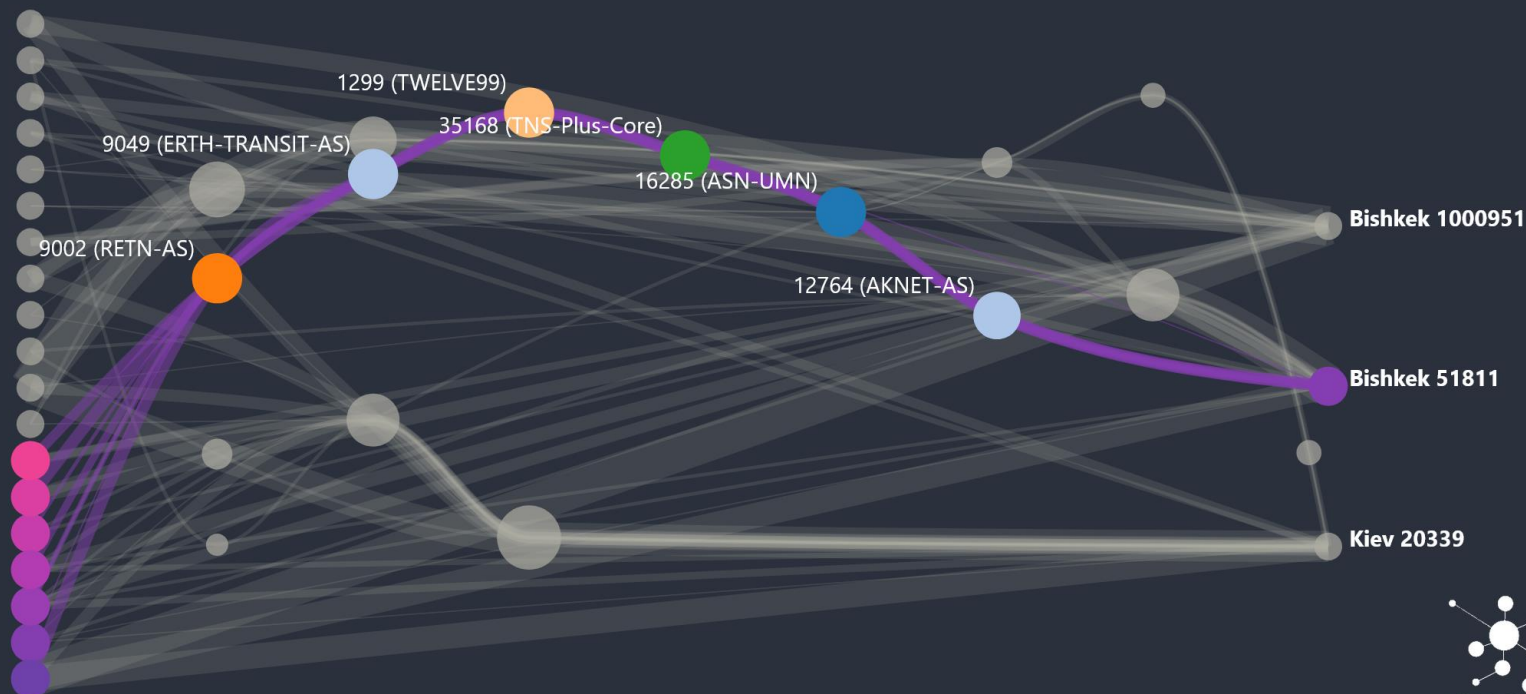 1299 (TWELVE99)
35168 (TNS-Plus-Core)
9049 (ERTH-TRANSIT-AS)
16285 (ASN-UMN)
Bishkek 1000951
9002 (RETN-AS)
12764 (AKNET-AS)
Bishkek 51811
Kiev 20339